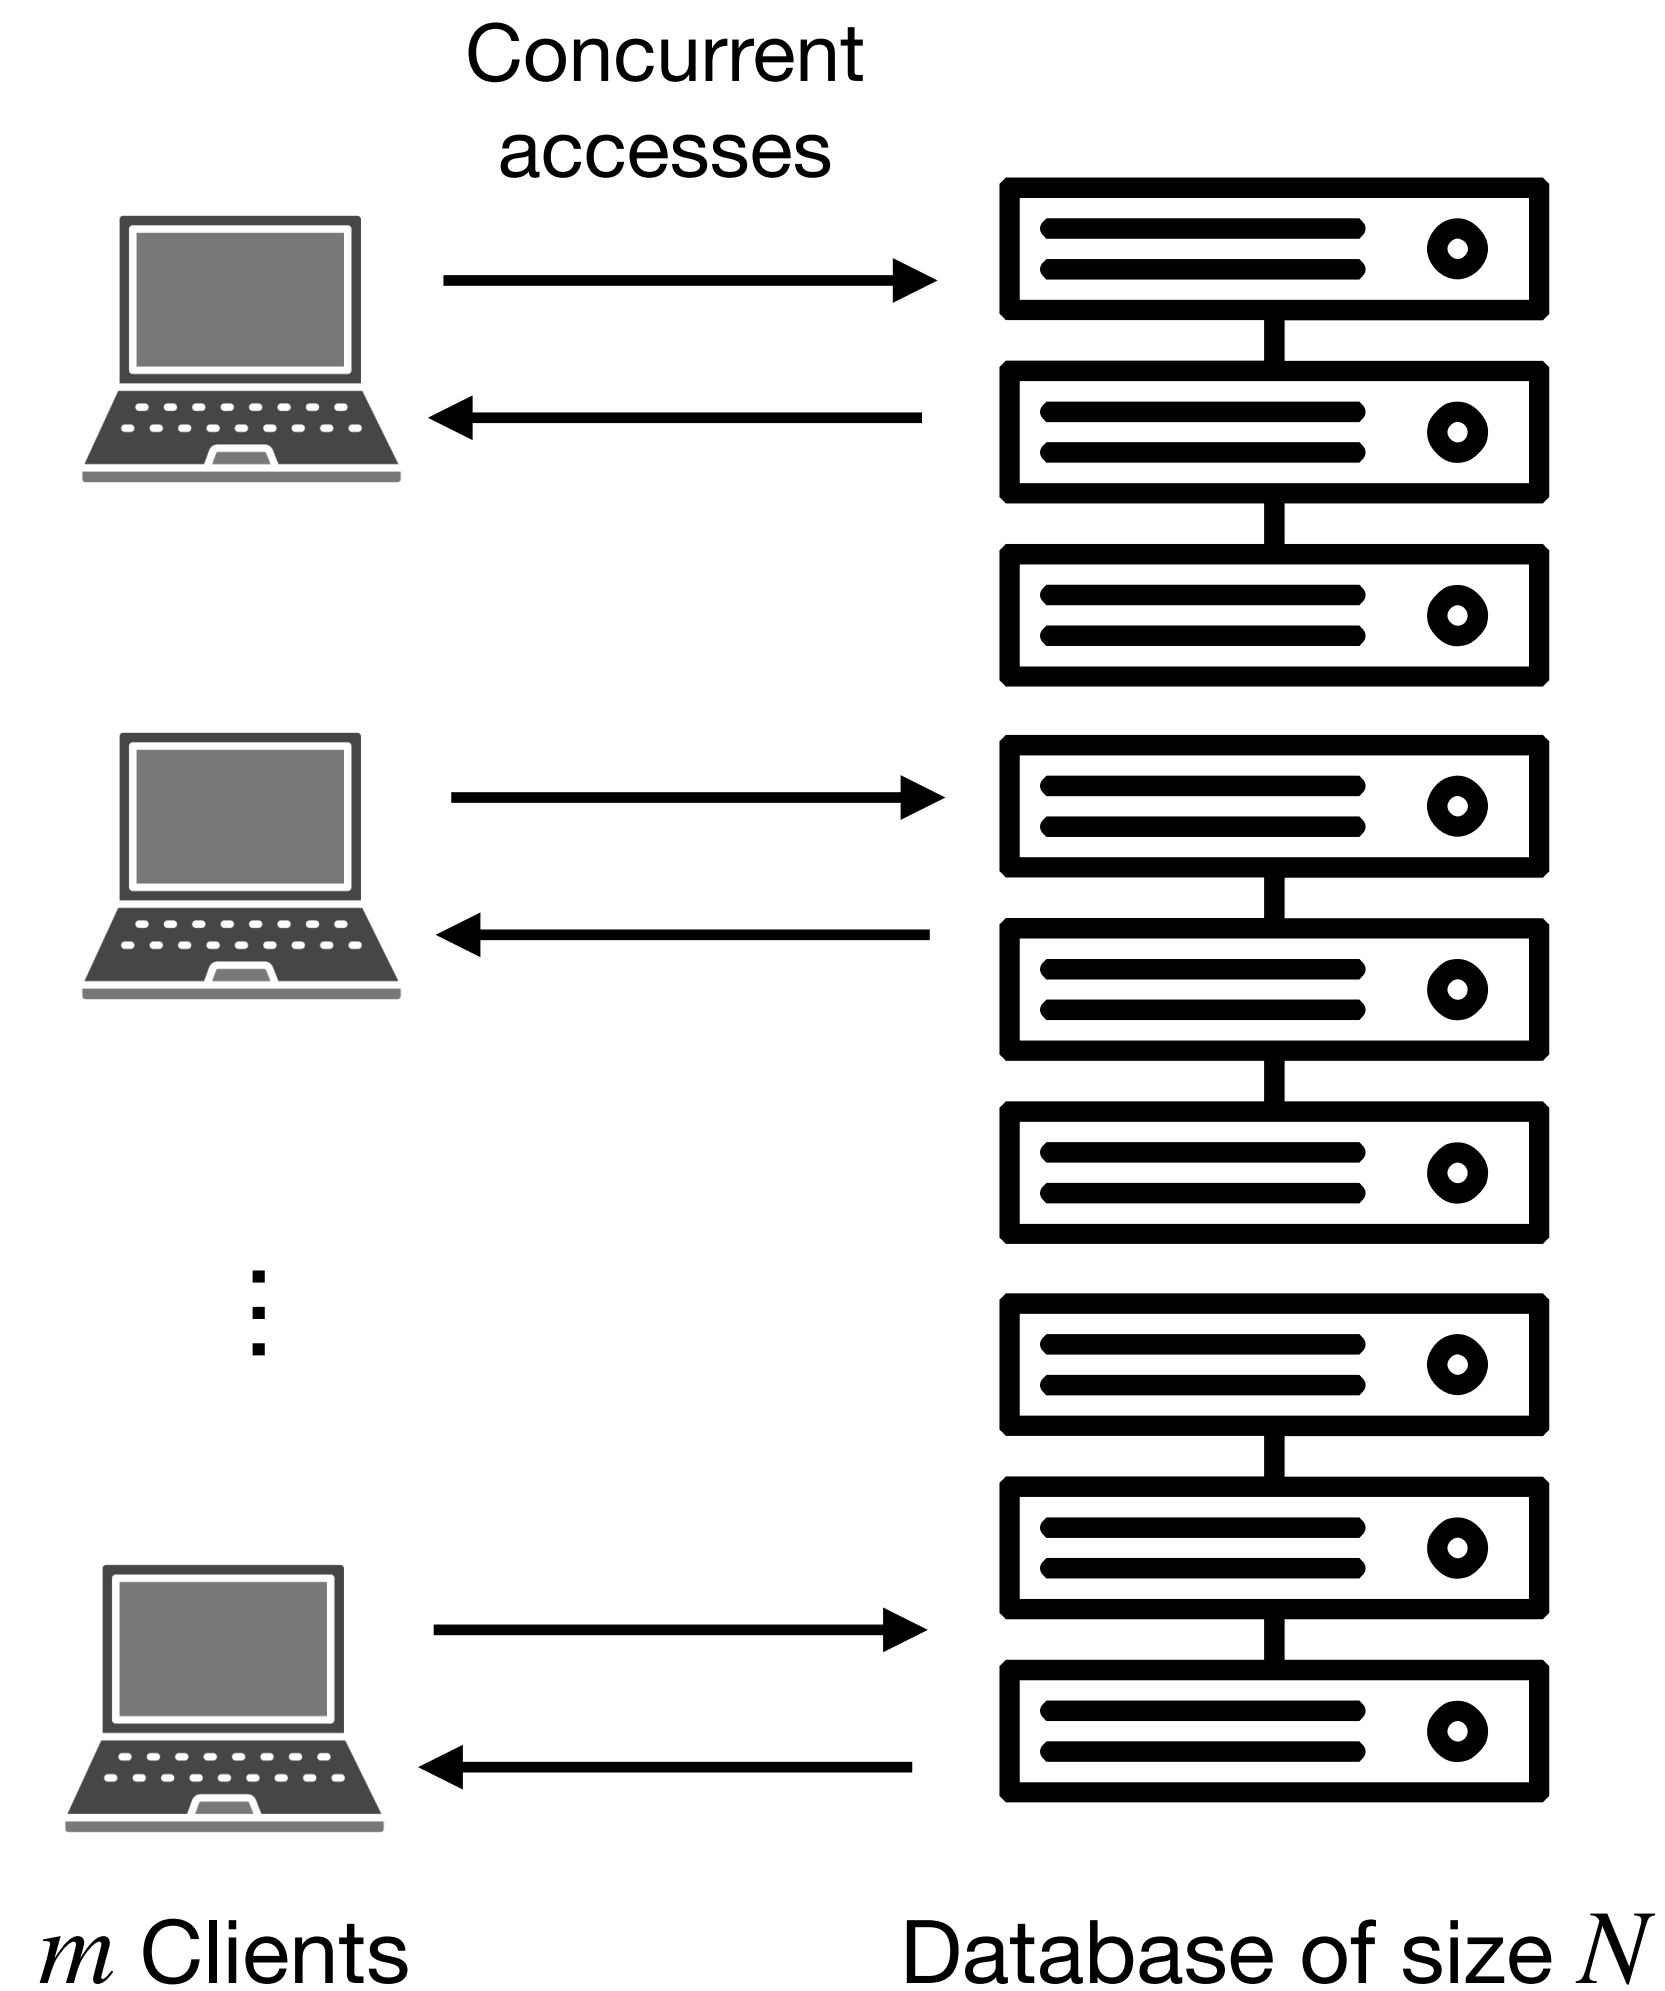 Concurrent
accesses
⋮
m Clients
Database of size N